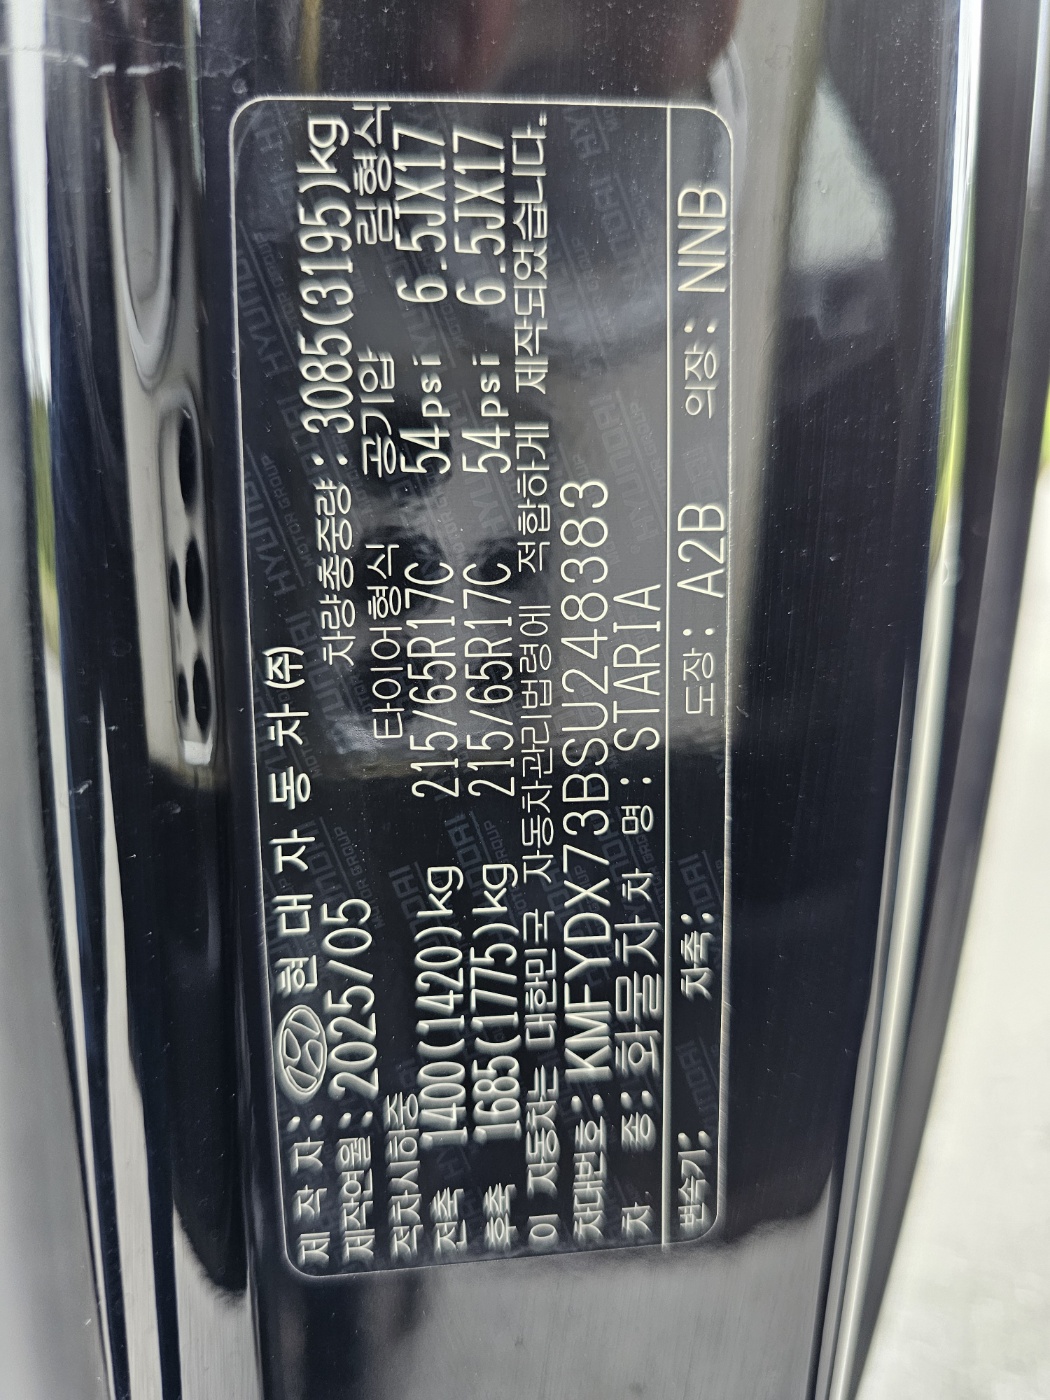 제 작 자 : 현 대 자 동 차 (주)
제작연월 : 2025/05 차량총중량 : 3085(3195)kg
적차시하중 타이어형식 공기압 림형식
전축 1400(1420)kg 215/65R17C 54psi 6.5JX17
후축 1685(1775)kg 215/65R17C 54psi 6.5JX17
이 자동차는 대한민국 자동차관리법령에 적합하게 제작되었습니다.
차대번호 : KMFYDX73BSU248383
차 종 : 화물차 차 명 : STARIA
변속기: 차축: 도장: A2B 의장: NNB